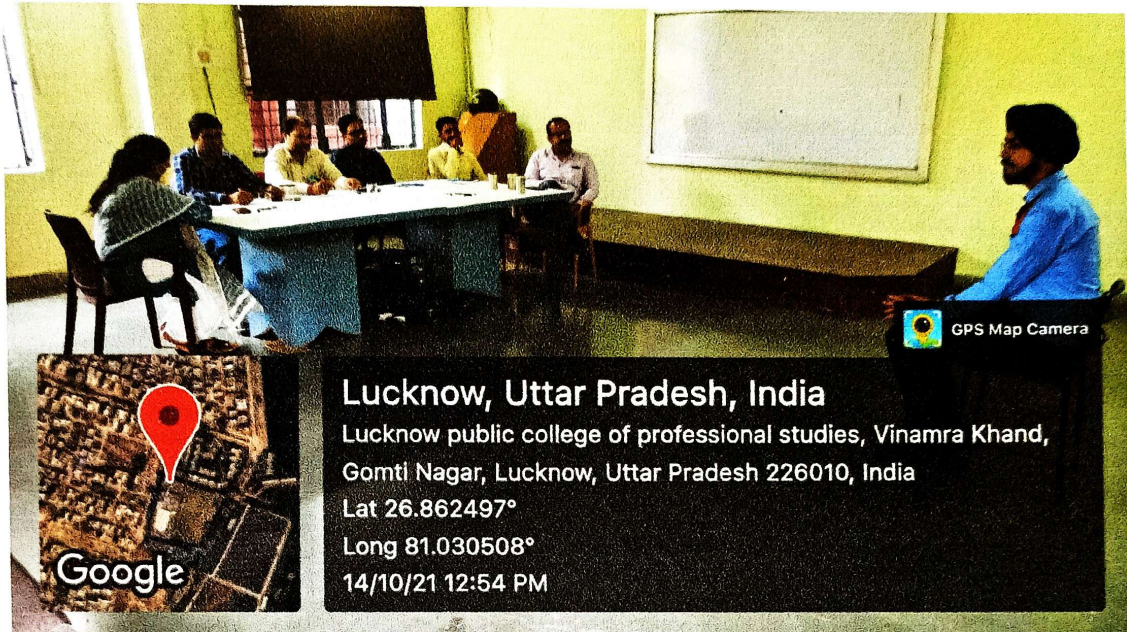 GPS Map Camera
Lucknow, Uttar Pradesh, India
Lucknow public college of professional studies, Vinamra Khand,
Gomti Nagar, Lucknow, Uttar Pradesh 226010, India
Lat 26.862497°
Long 81.030508°
14/10/21 12:54 PM
Google